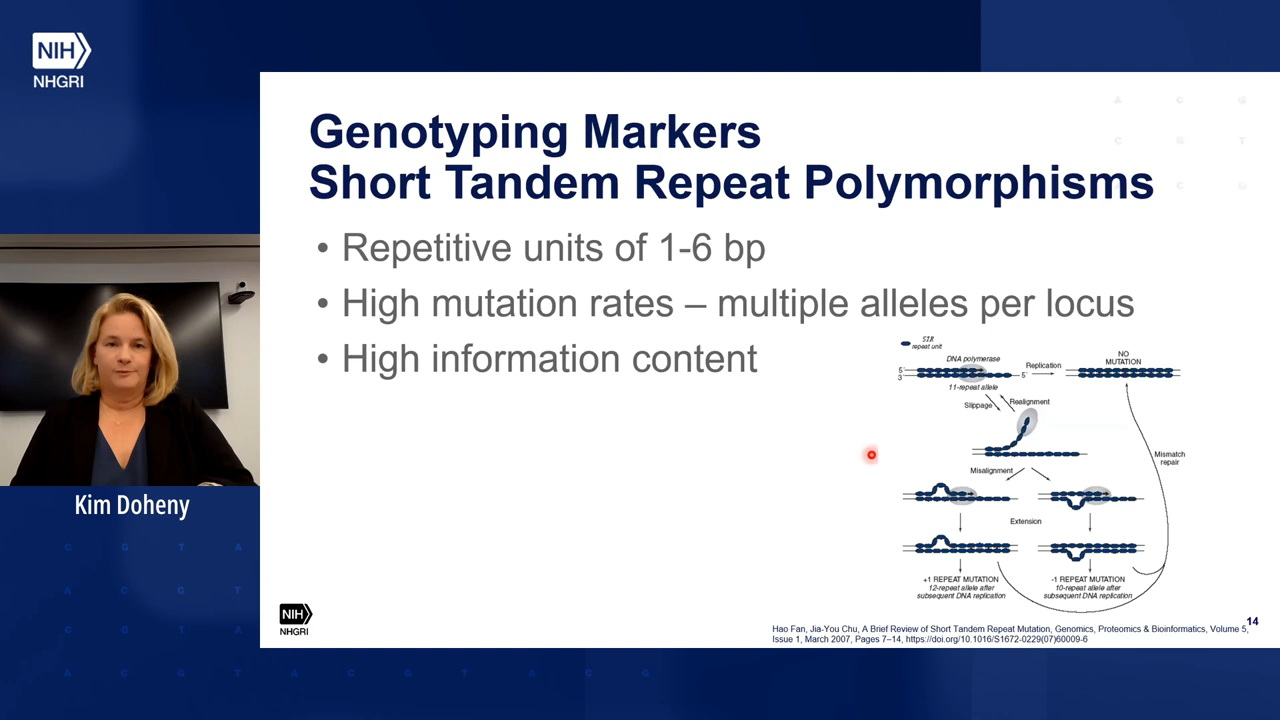 NIH
NHGRI
Genotyping Markers
Short Tandem Repeat Polymorphisms
• Repetitive units of 1-6 bp
• High mutation rates – multiple alleles per locus
• High information content
STR
repeat unit
DNA polymerase
5'
3'
5'
11-repeat allele
Replication
NO
MUTATION
Slippage
Realignment
Misalignment
Mismatch
repair
Extension
+1 REPEAT MUTATION
12-repeat allele after
subsequent DNA replication
-1 REPEAT MUTATION
10-repeat allele after
subsequent DNA replication
Kim Doheny
NIH
NHGRI
14
Hao Fan, Jia-You Chu, A Brief Review of Short Tandem Repeat Mutation, Genomics, Proteomics & Bioinformatics, Volume 5,
Issue 1, March 2007, Pages 7–14, https://doi.org/10.1016/S1672-0229(07)60009-6
A C G
C G T
A C G
C G T A
A C G T
C G T A
A C G T A C G T C G